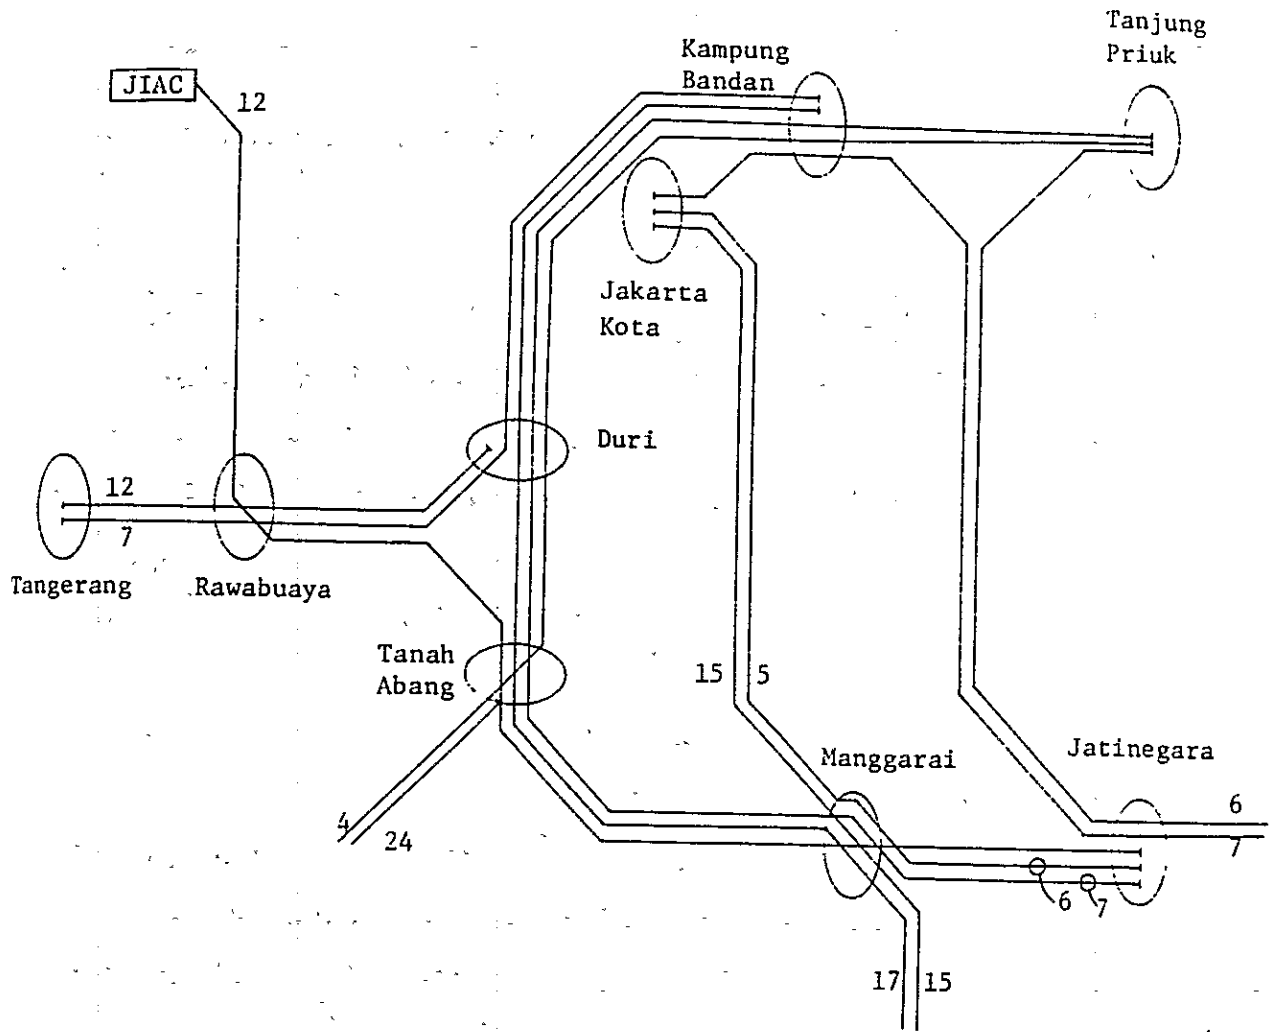 Tanjung
Priuk
Kampung
Bandan
JIAC
12
Jakarta
Kota
Duri
12
7
Tangerang
Rawabuaya
Tanah
Abang
15
5
Manggarai
Jatinegara
6
7
4
24
6
7
17
15